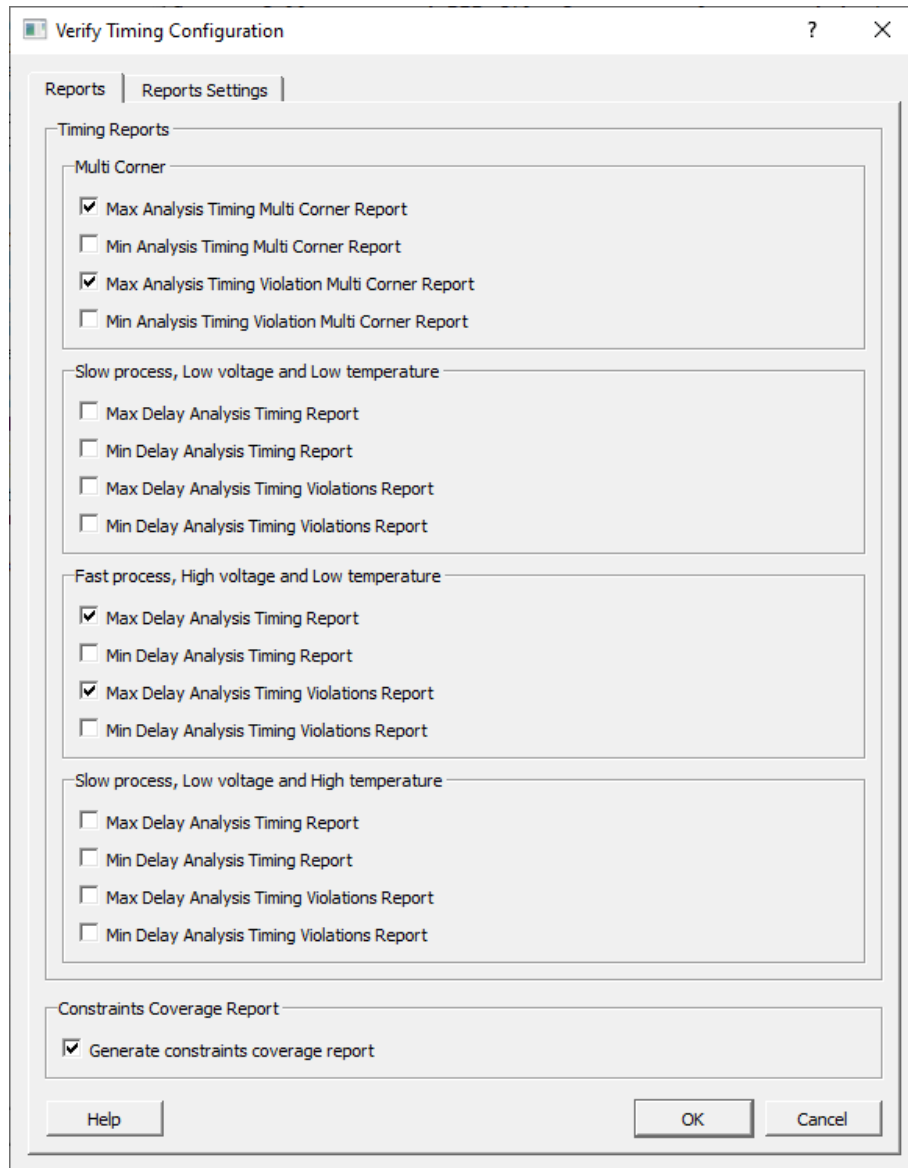 Verify Timing Configuration
Reports
Reports Settings
Timing Reports
Multi Corner
Max Analysis Timing Multi Corner Report
Min Analysis Timing Multi Corner Report
Max Analysis Timing Violation Multi Corner Report
Min Analysis Timing Violation Multi Corner Report
Slow process, Low voltage and Low temperature
Max Delay Analysis Timing Report
Min Delay Analysis Timing Report
Max Delay Analysis Timing Violations Report
Min Delay Analysis Timing Violations Report
Fast process, High voltage and Low temperature
Max Delay Analysis Timing Report
Min Delay Analysis Timing Report
Max Delay Analysis Timing Violations Report
Min Delay Analysis Timing Violations Report
Slow process, Low voltage and High temperature
Max Delay Analysis Timing Report
Min Delay Analysis Timing Report
Max Delay Analysis Timing Violations Report
Min Delay Analysis Timing Violations Report
Constraints Coverage Report
Generate constraints coverage report
Help
OK
Cancel